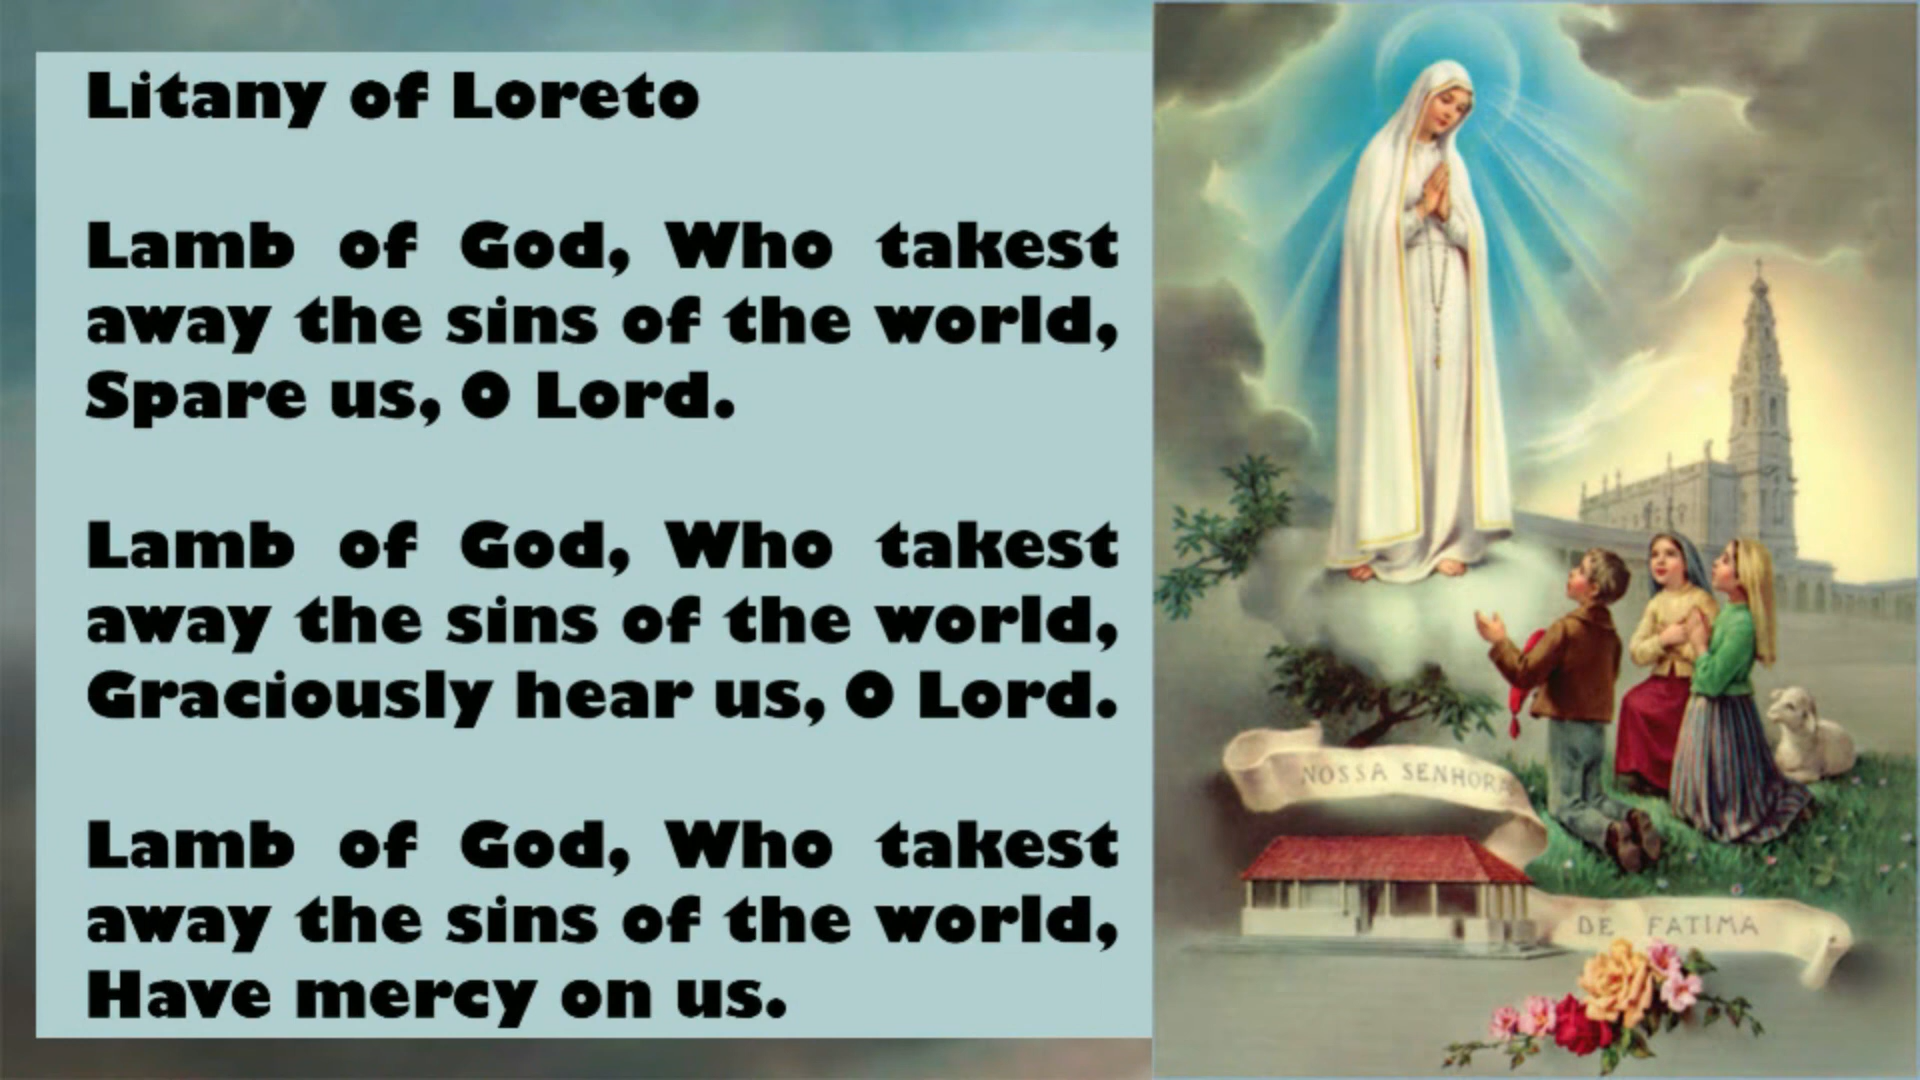 Litany of Loreto
Lamb of God, Who takest
away the sins of the world,
Spare us, O Lord.
Lamb of God, Who takest
away the sins of the world,
Graciously hear us, O Lord.
Lamb of God, Who takest
away the sins of the world,
Have mercy on us.
NOSSA SENHORA
DE FATIMA